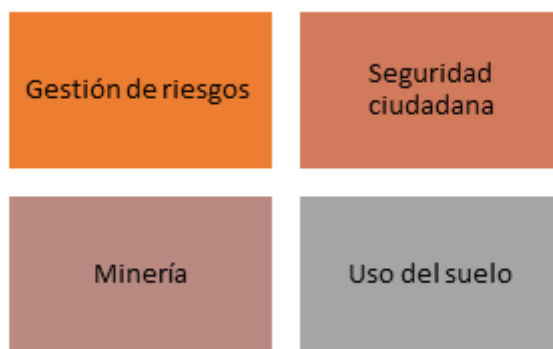 Gestión de riesgos
Seguridad
ciudadana
Minería
Uso del suelo